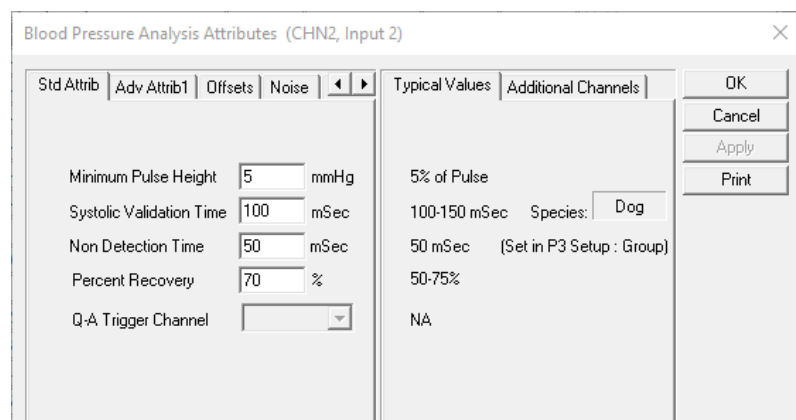 Blood Pressure Analysis Attributes (CHN2, Input 2)
Std Attrib Adv Attrib1 Offsets Noise
Typical Values Additional Channels
OK
Cancel
Apply
Print
Minimum Pulse Height 5 mmHg 5% of Pulse
Systolic Validation Time 100 mSec 100-150 mSec Species: Dog
Non Detection Time 50 mSec 50 mSec (Set in P3 Setup : Group)
Percent Recovery 70 % 50-75%
Q-A Trigger Channel NA